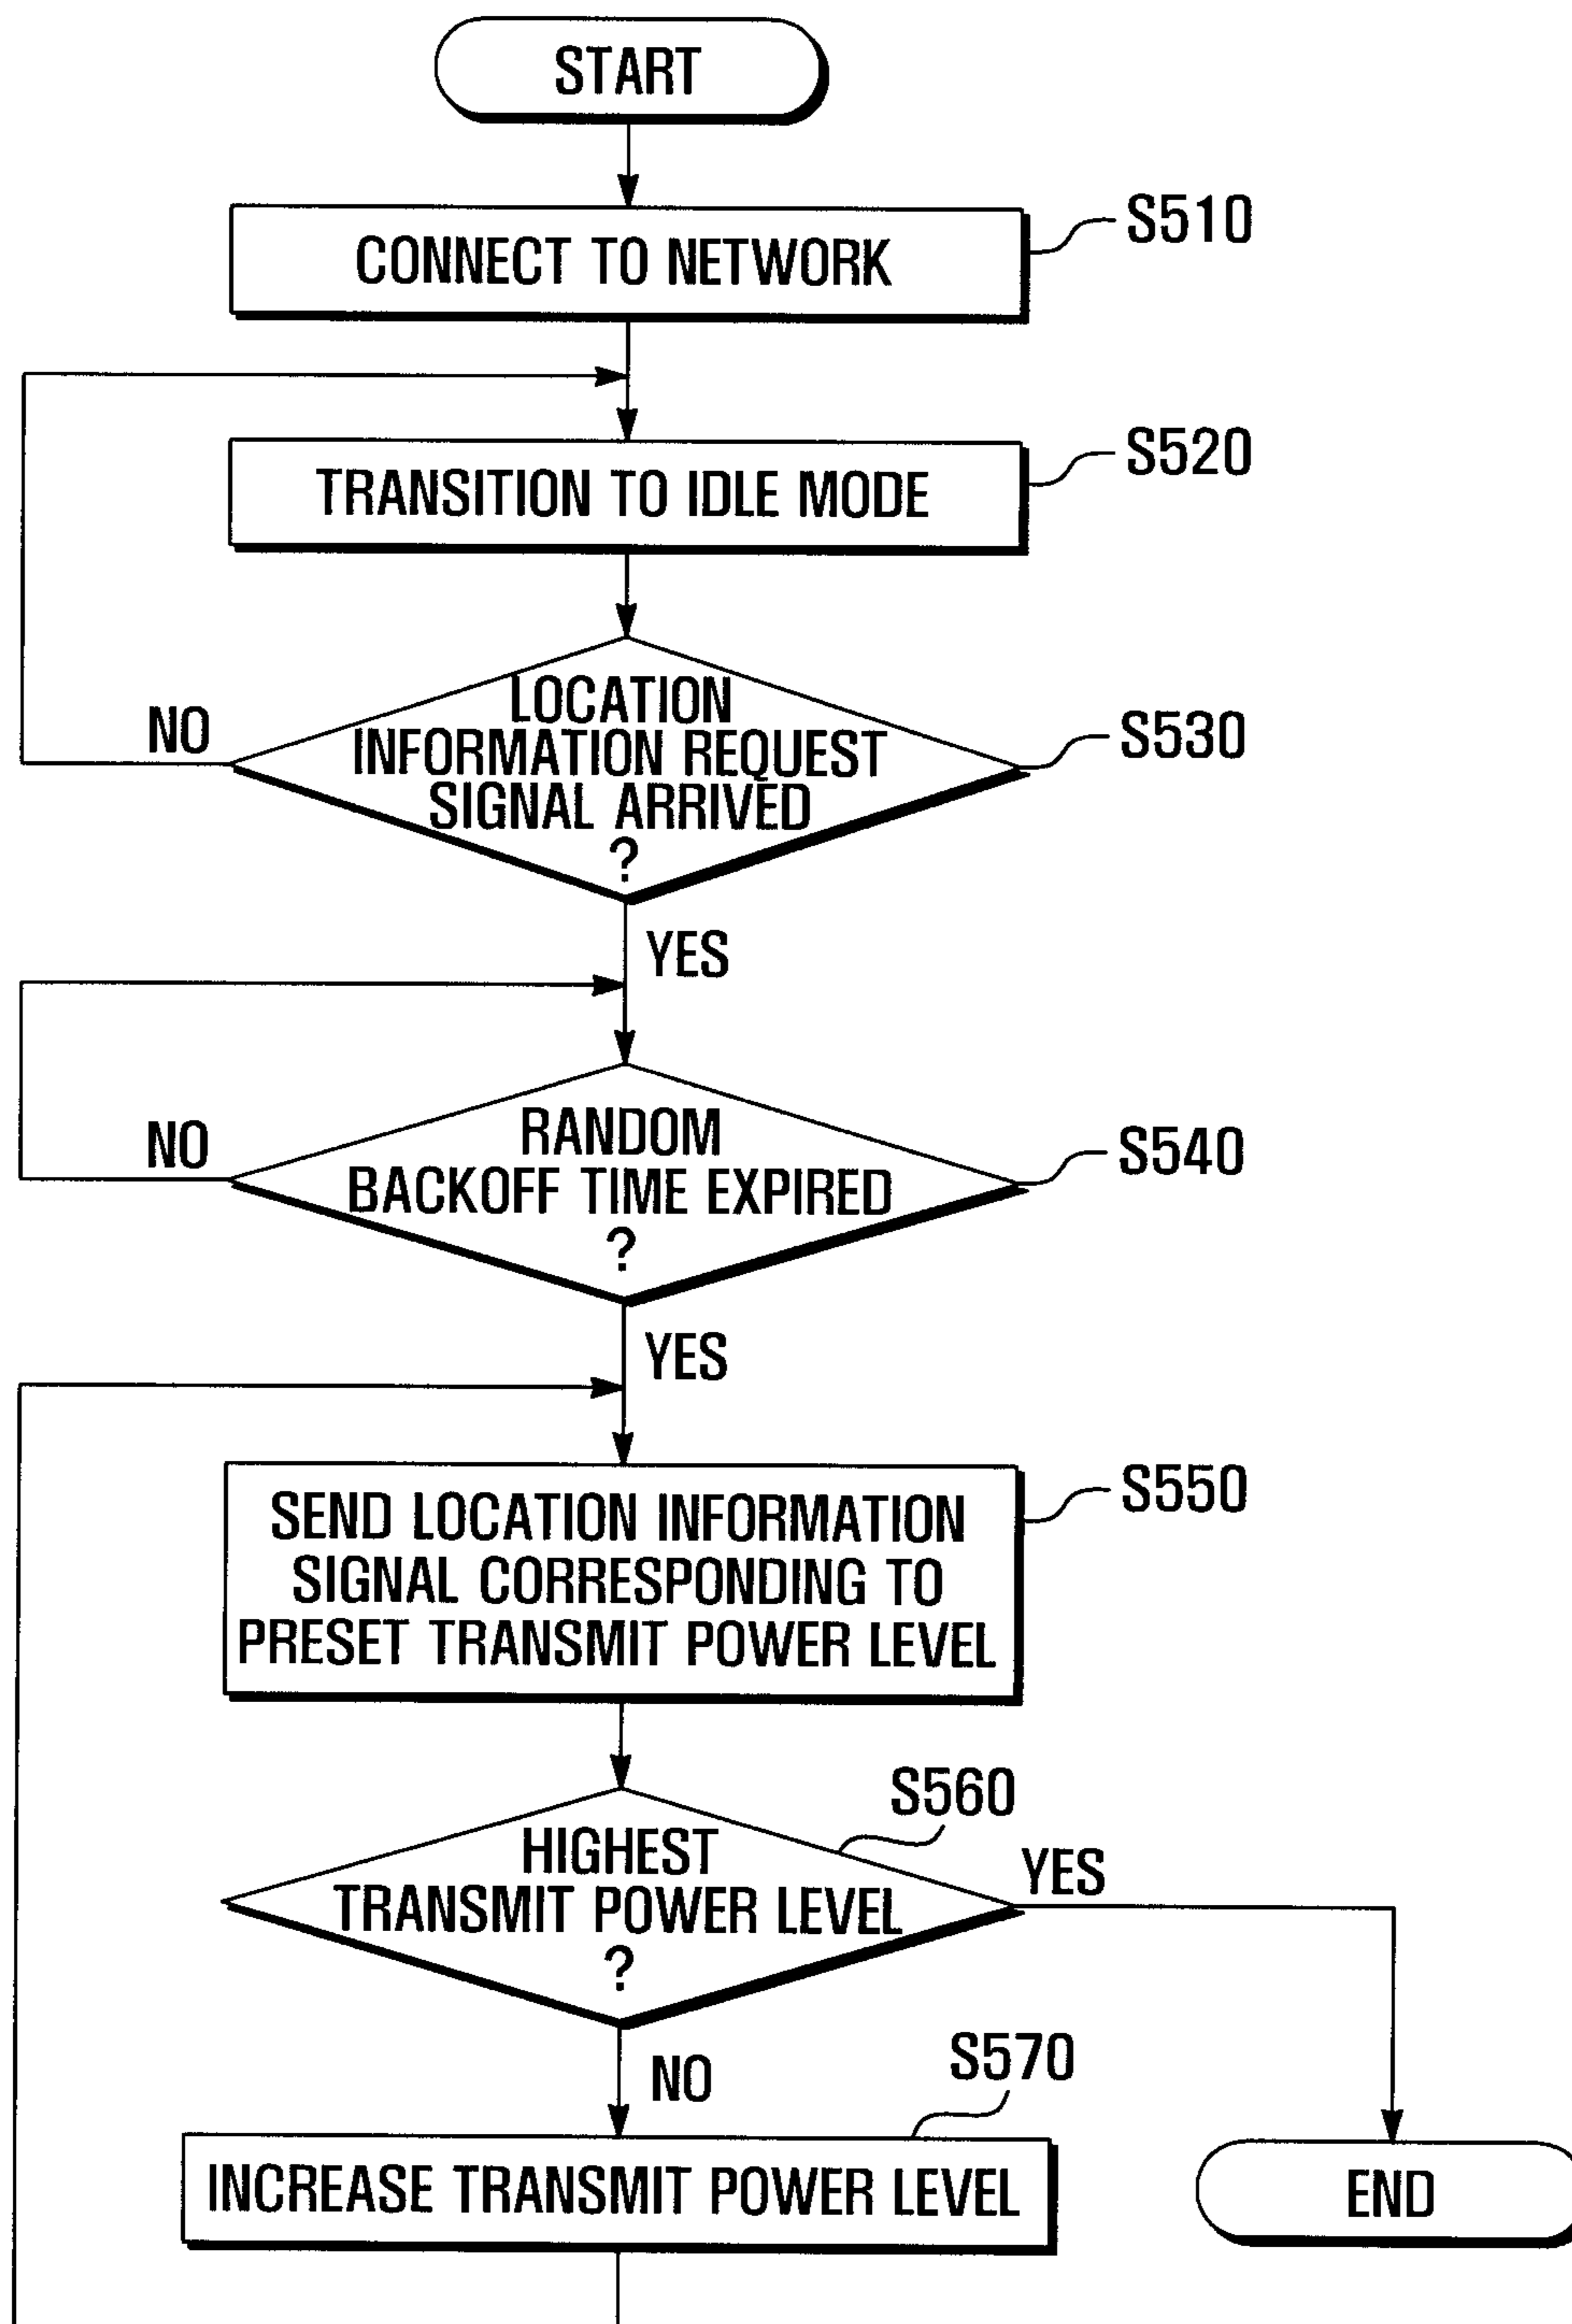 START
CONNECT TO NETWORK
S510
TRANSITION TO IDLE MODE
S520
LOCATION
INFORMATION REQUEST
SIGNAL ARRIVED
?
S530
NO
YES
RANDOM
BACKOFF TIME EXPIRED
?
S540
NO
YES
SEND LOCATION INFORMATION
SIGNAL CORRESPONDING TO
PRESET TRANSMIT POWER LEVEL
S550
HIGHEST
TRANSMIT POWER LEVEL
?
S560
YES
NO
S570
INCREASE TRANSMIT POWER LEVEL
END